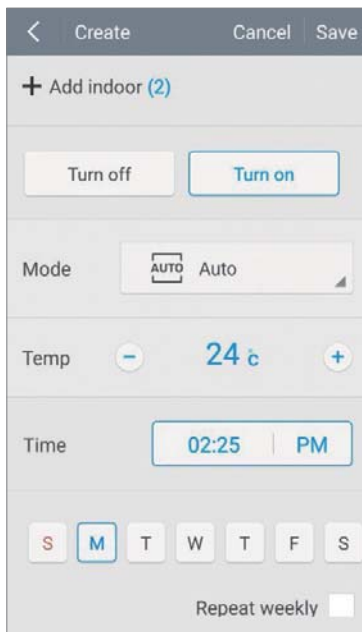 Create Cancel Save
Add indoor (2)
Turn off Turn on
Mode AUTO Auto
Temp − 24 °c +
Time 02:25 PM
S M T W T F S
Repeat weekly